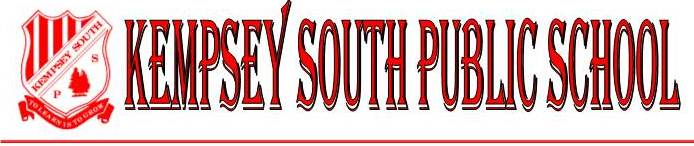 KEMPSEY SOUTH
P S
TO LEARN IS TO GROW
KEMPSEY SOUTH PUBLIC SCHOOL